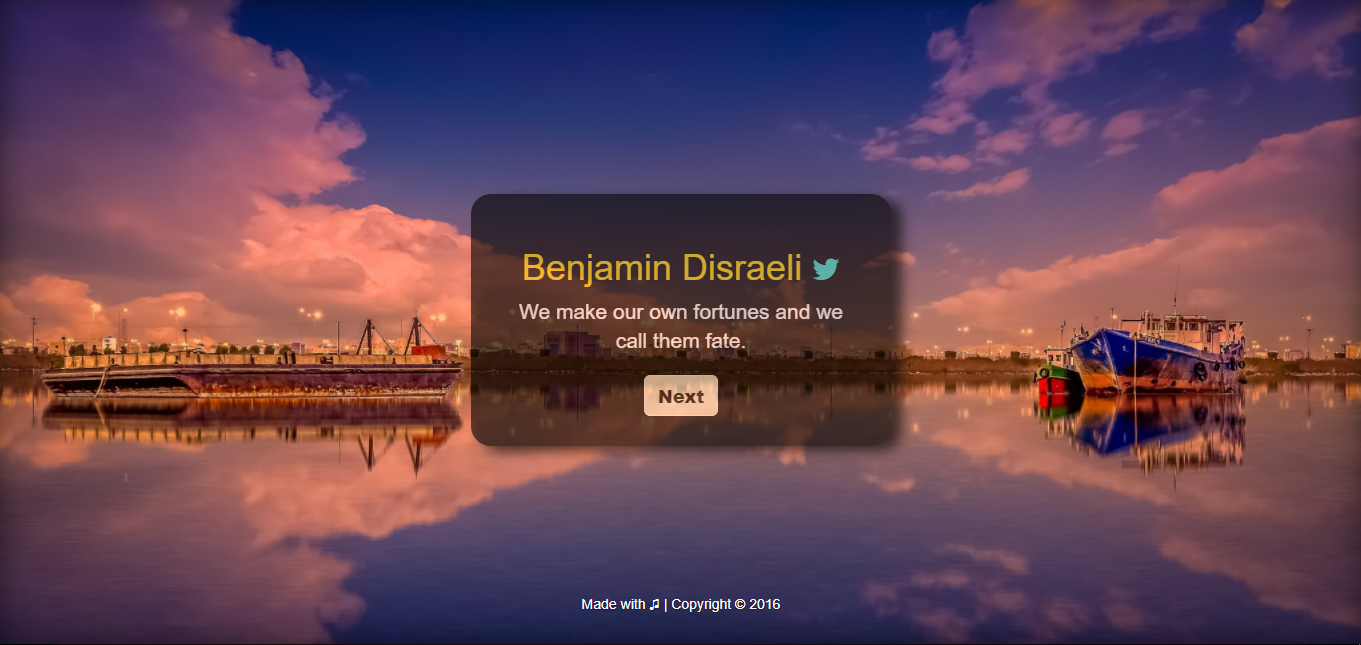 Benjamin Disraeli
We make our own fortunes and we
call them fate.
Next
Made with ♫ | Copyright © 2016